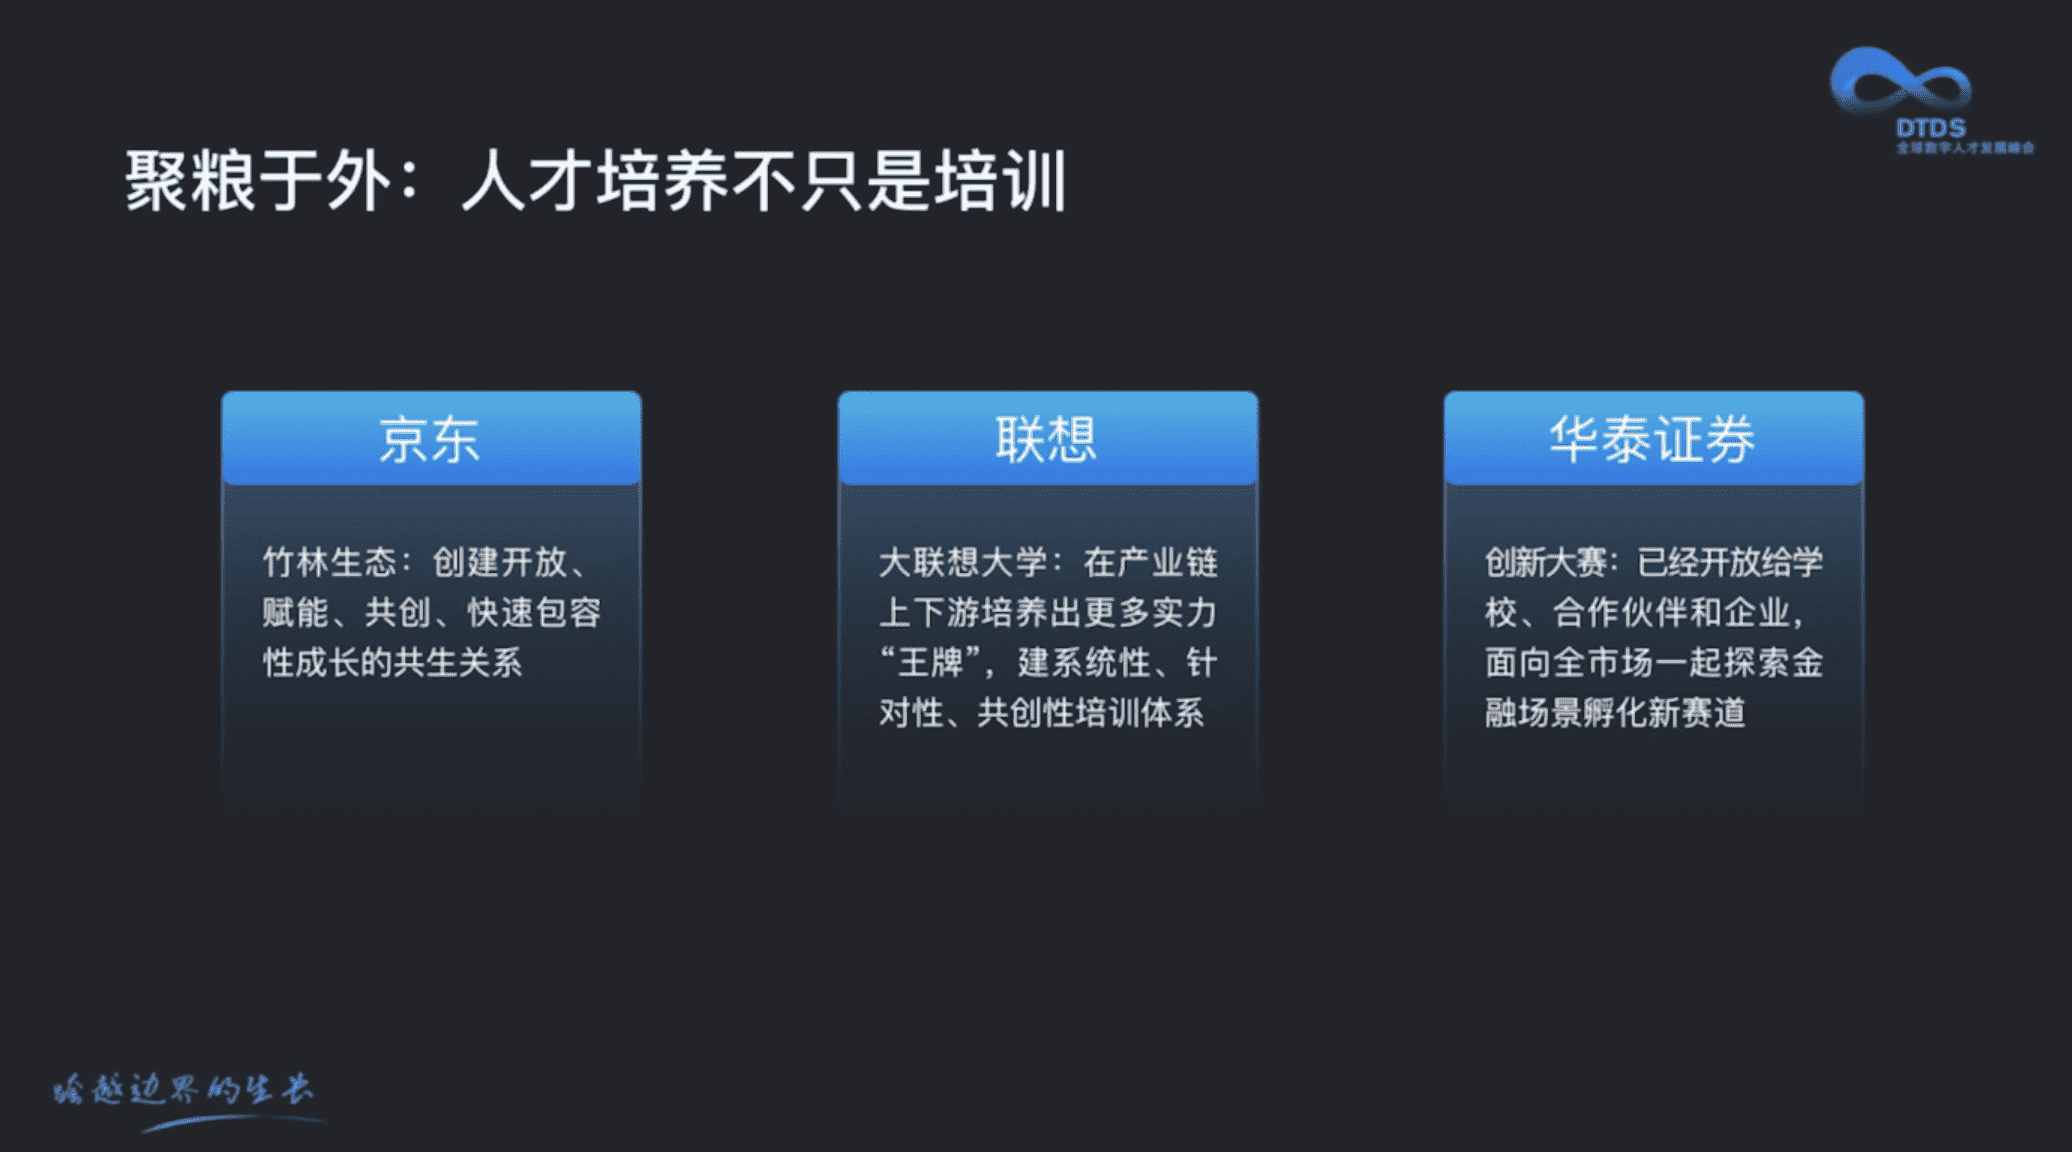 DTDS
全球数字人才发展峰会
聚粮于外：人才培养不只是培训
京东
竹林生态：创建开放、
赋能、共创、快速包容
性成长的共生关系
联想
大联想大学：在产业链
上下游培养出更多实力
“王牌”，建系统性、针
对性、共创性培训体系
华泰证券
创新大赛：已经开放给学
校、合作伙伴和企业，
面向全市场一起探索金
融场景孵化新赛道
跨越边界的生长